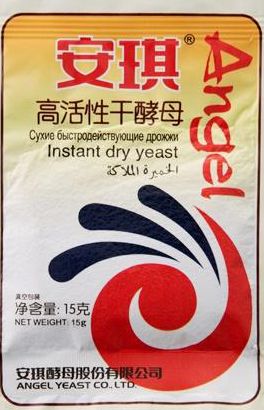 安琪®
Angel
高活性干酵母
Сухие быстродействующие дрожжи
Instant dry yeast
真空包装
净含量: 15克
NET WEIGHT: 15g
安琪酵母股份有限公司
ANGEL YEAST CO., LTD.